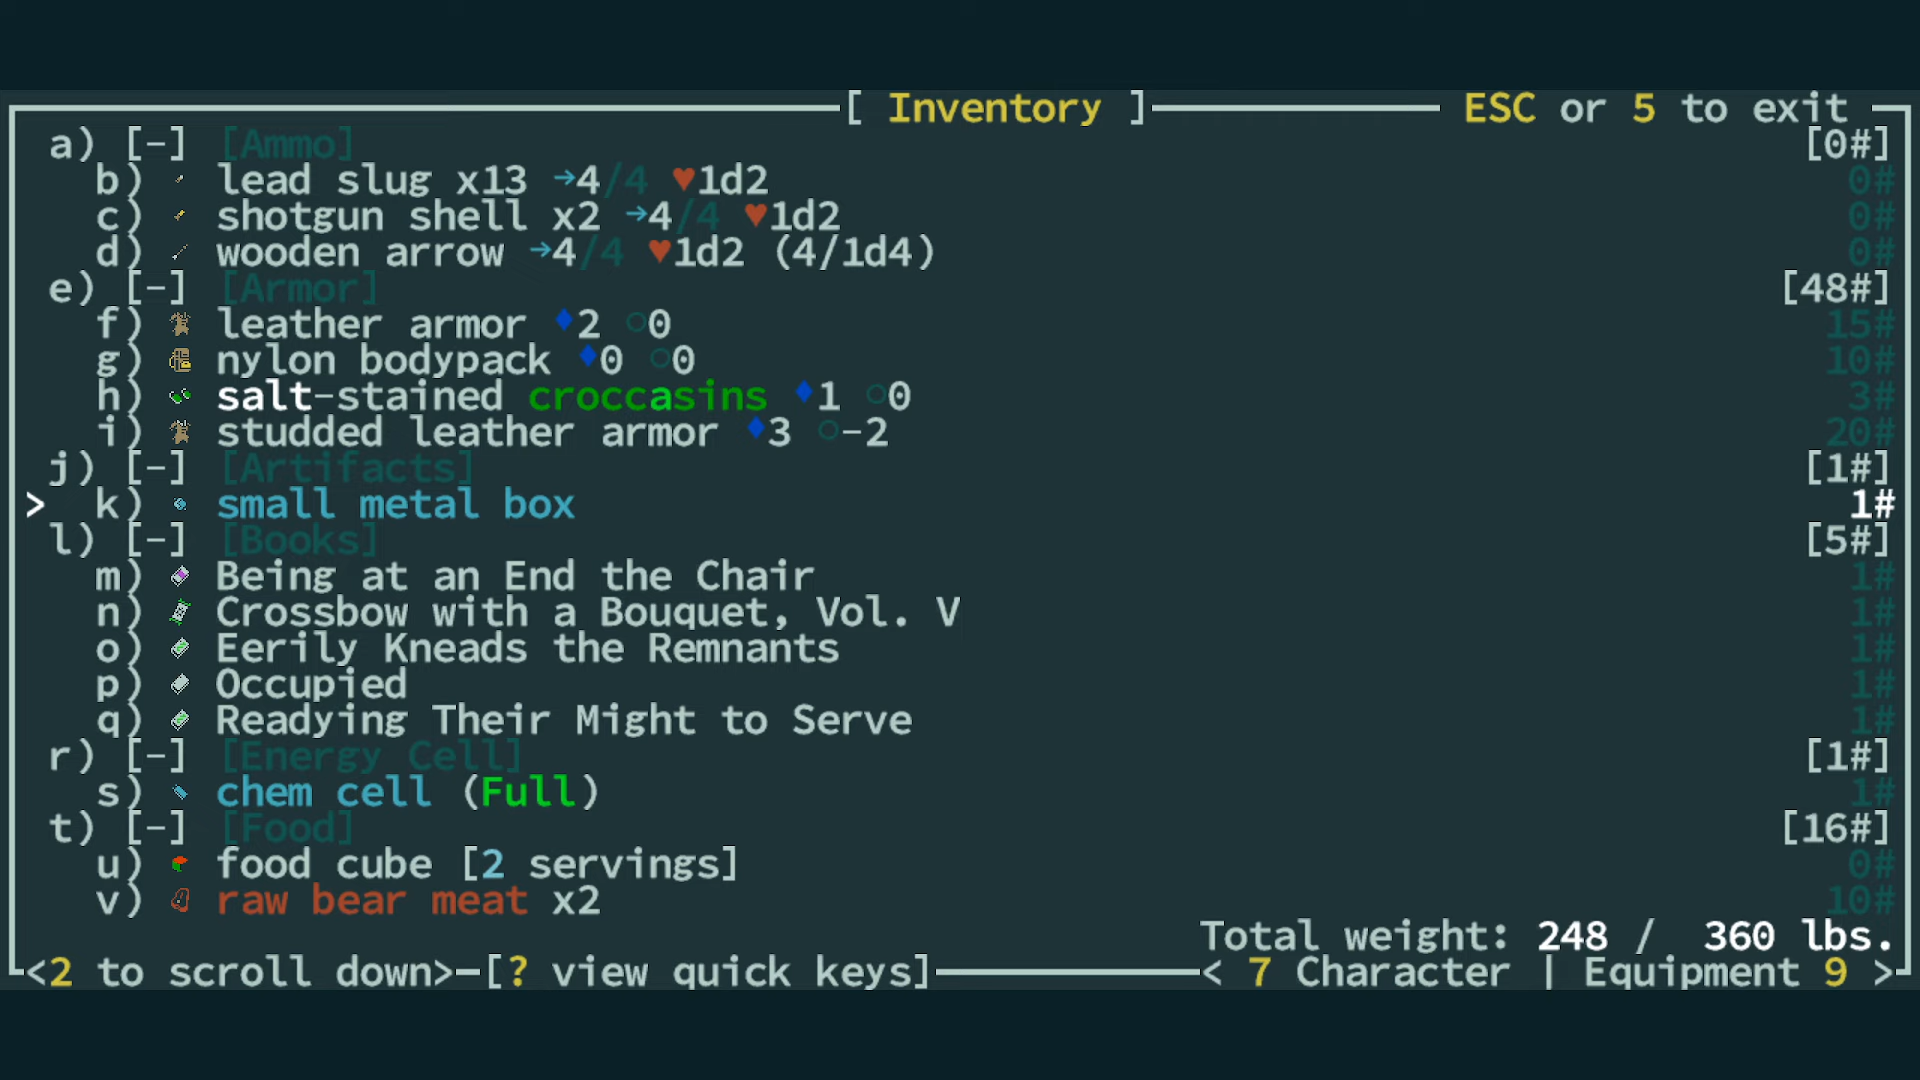 [ Inventory ] ESC or 5 to exit
a) [-] [Ammo] [0#]
b) lead slug x13 →4/4 ♥1d2 0#
c) shotgun shell x2 →4/4 ♥1d2 0#
d) wooden arrow →4/4 ♥1d2 (4/1d4) 0#
e) [-] [Armor] [48#]
f) leather armor ♦2 ○0 15#
g) nylon bodypack ♦0 ○0 10#
h) salt-stained croccasins ♦1 ○0 3#
i) studded leather armor ♦3 ○-2 20#
j) [-] [Artifacts] [1#]
> k) small metal box 1#
l) [-] [Books] [5#]
m) Being at an End the Chair 1#
n) Crossbow with a Bouquet, Vol. V 1#
o) Eerily Kneads the Remnants 1#
p) Occupied 1#
q) Readying Their Might to Serve 1#
r) [-] [Energy Cell] [1#]
s) chem cell (Full) 1#
t) [-] [Food] [16#]
u) food cube [2 servings] 0#
v) raw bear meat x2 10#
Total weight: 248 / 360 lbs.
<2 to scroll down> [? view quick keys] < 7 Character | Equipment 9 >